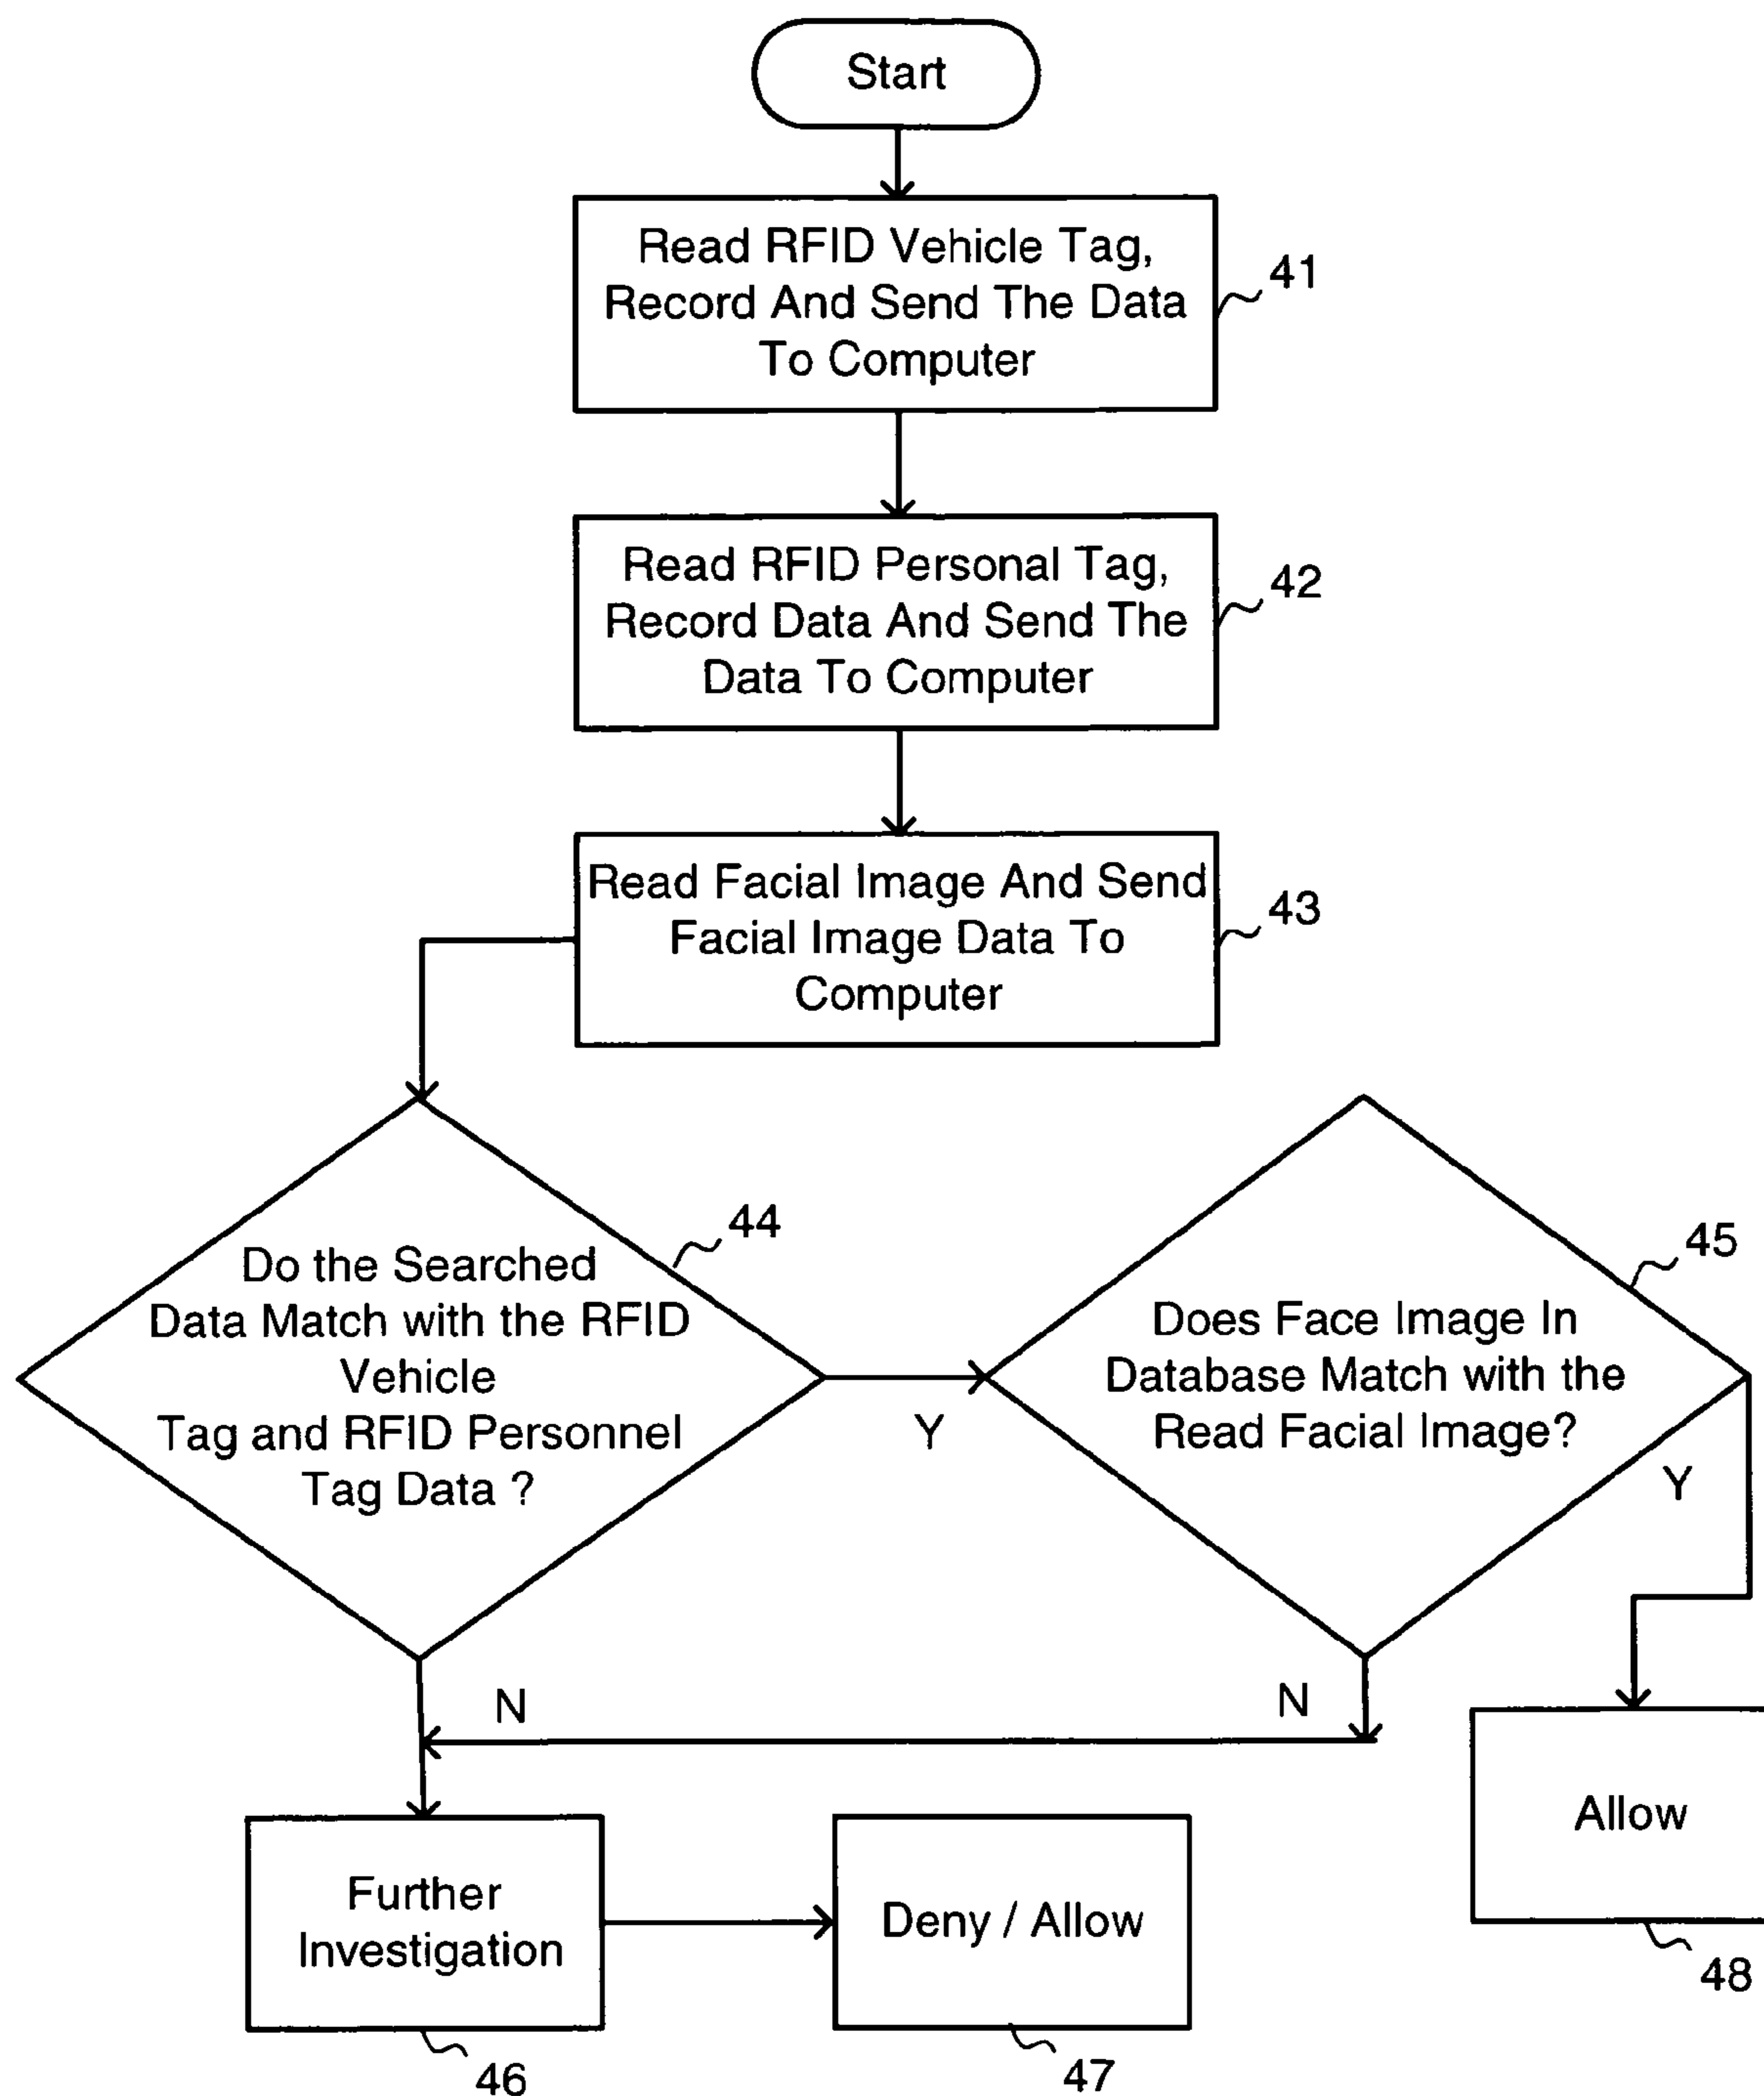 Start
Read RFID Vehicle Tag,
Record And Send The Data
To Computer
41
Read RFID Personal Tag,
Record Data And Send The
Data To Computer
42
Read Facial Image And Send
Facial Image Data To
Computer
43
44
Do the Searched
Data Match with the RFID
Vehicle
Tag and RFID Personnel
Tag Data ?
Y
45
Does Face Image In
Database Match with the
Read Facial Image?
Y
N
N
Further
Investigation
46
Deny / Allow
47
Allow
48